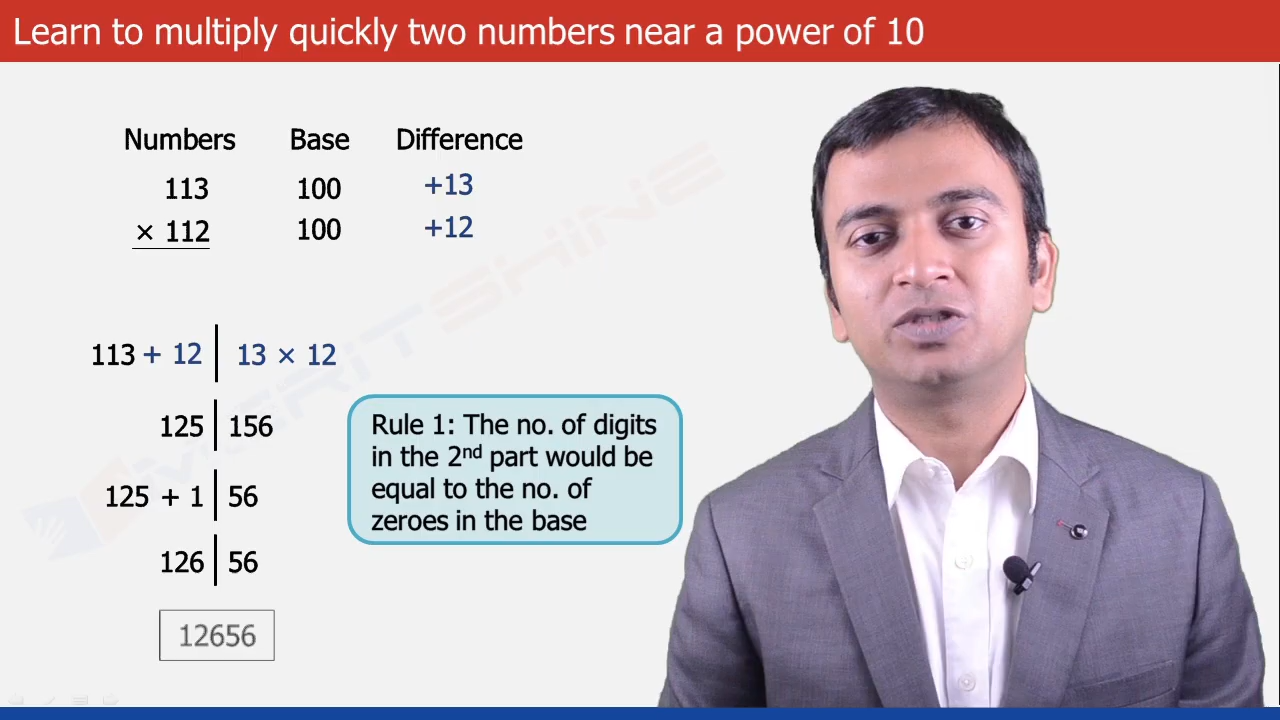 Learn to multiply quickly two numbers near a power of 10
Numbers Base Difference
113 100 +13
× 112 100 +12
113 + 12 | 13 × 12
125 | 156
125 + 1 | 56
126 | 56
12656
Rule 1: The no. of digits
in the 2nd part would be
equal to the no. of
zeroes in the base
MERITSHINE